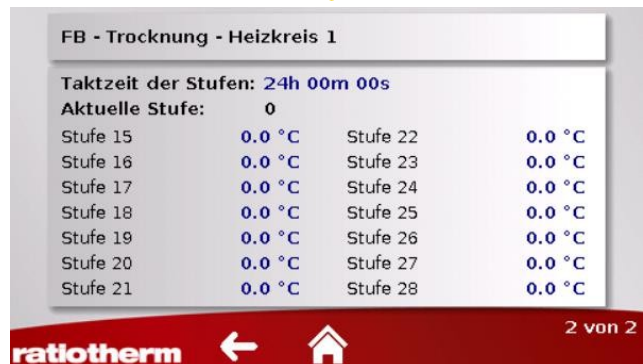 FB - Trocknung - Heizkreis 1
Taktzeit der Stufen: 24h 00m 00s
Aktuelle Stufe: 0
Stufe 15 0.0 °C Stufe 22 0.0 °C
Stufe 16 0.0 °C Stufe 23 0.0 °C
Stufe 17 0.0 °C Stufe 24 0.0 °C
Stufe 18 0.0 °C Stufe 25 0.0 °C
Stufe 19 0.0 °C Stufe 26 0.0 °C
Stufe 20 0.0 °C Stufe 27 0.0 °C
Stufe 21 0.0 °C Stufe 28 0.0 °C
2 von 2
ratiotherm